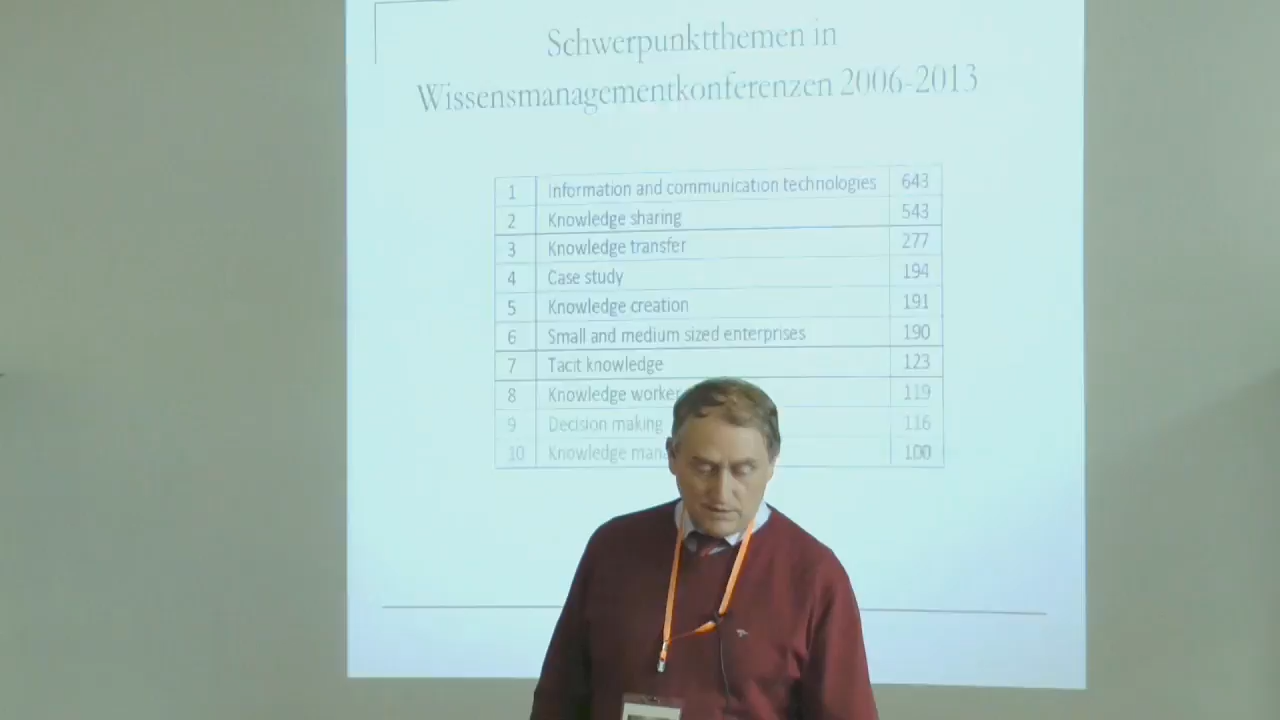 Schwerpunktthemen in
Wissensmanagementkonferenzen 2006-2013
1 Information and communication technologies 643
2 Knowledge sharing 543
3 Knowledge transfer 277
4 Case study 194
5 Knowledge creation 191
6 Small and medium sized enterprises 190
7 Tacit knowledge 123
8 Knowledge worker 119
9 Decision making 116
10 Knowledge 100